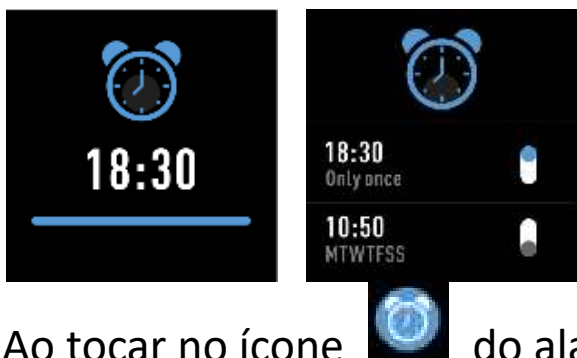 18:30
18:30
Only once
10:50
MTWTFSS
Ao tocar no ícone do ala